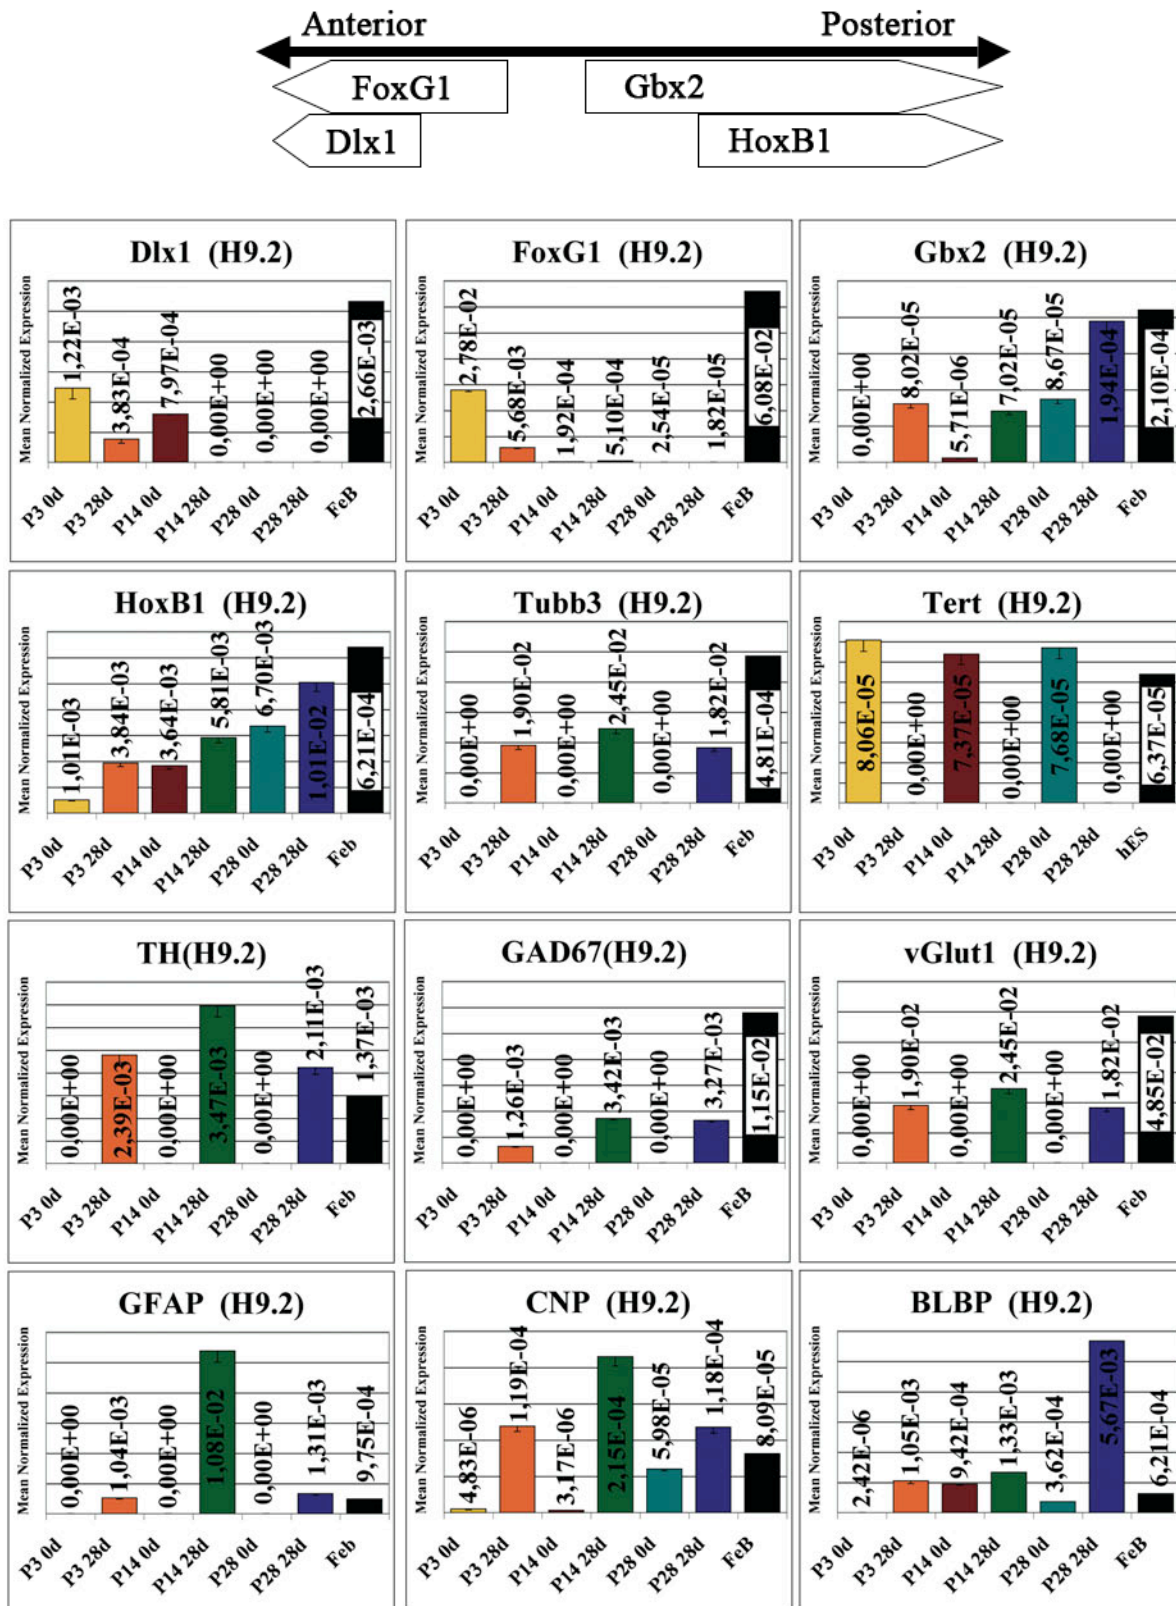 Anterior Posterior
FoxG1 Gbx2
Dlx1 HoxB1
Dlx1 (H9.2)
Mean Normalized Expression
1,22E-03 3,83E-04 7,97E-04 0,00E+00 0,00E+00 0,00E+00 2,66E-03
P3 0d P3 28d P14 0d P14 28d P28 0d P28 28d FeB
FoxG1 (H9.2)
Mean Normalized Expression
2,78E-02 5,68E-03 1,92E-04 5,10E-04 2,54E-05 1,82E-05 6,08E-02
P3 0d P3 28d P14 0d P14 28d P28 0d P28 28d FeB
Gbx2 (H9.2)
Mean Normalized Expression
0,00E+00 8,02E-05 5,71E-06 7,02E-05 8,67E-05 1,94E-04 2,10E-04
P3 0d P3 28d P14 0d P14 28d P28 0d P28 28d Feb
HoxB1 (H9.2)
Mean Normalized Expression
1,01E-03 3,84E-03 3,64E-03 5,81E-03 6,70E-03 1,01E-02 6,21E-04
P3 0d P3 28d P14 0d P14 28d P28 0d P28 28d Feb
Tubb3 (H9.2)
Mean Normalized Expression
0,00E+00 1,90E-02 0,00E+00 2,45E-02 0,00E+00 1,82E-02 4,81E-04
P3 0d P3 28d P14 0d P14 28d P28 0d P28 28d Feb
Tert (H9.2)
Mean Normalized Expression
8,06E-05 0,00E+00 7,37E-05 0,00E+00 7,68E-05 0,00E+00 6,37E-05
P3 0d P3 28d P14 0d P14 28d P28 0d P28 28d hES
TH(H9.2)
Mean Normalized Expression
0,00E+00 2,39E-03 0,00E+00 3,47E-03 0,00E+00 2,11E-03 1,37E-03
P3 0d P3 28d P14 0d P14 28d P28 0d P28 28d Feb
GAD67(H9.2)
Mean Normalized Expression
0,00E+00 1,26E-03 0,00E+00 3,42E-03 0,00E+00 3,27E-03 1,15E-02
P3 0d P3 28d P14 0d P14 28d P28 0d P28 28d FeB
vGlut1 (H9.2)
Mean Normalized Expression
0,00E+00 1,90E-02 0,00E+00 2,45E-02 0,00E+00 1,82E-02 4,85E-02
P3 0d P3 28d P14 0d P14 28d P28 0d P28 28d Feb
GFAP (H9.2)
Mean Normalized Expression
0,00E+00 1,04E-03 0,00E+00 1,08E-02 0,00E+00 1,31E-03 9,75E-04
P3 0d P3 28d P14 0d P14 28d P28 0d P28 28d Feb
CNP (H9.2)
Mean Normalized Expression
4,83E-06 1,19E-04 3,17E-06 2,15E-04 5,98E-05 1,18E-04 8,09E-05
P3 0d P3 28d P14 0d P14 28d P28 0d P28 28d FeB
BLBP (H9.2)
Mean Normalized Expression
2,42E-06 1,05E-03 9,42E-04 1,33E-03 3,62E-04 5,67E-03 6,21E-04
P3 0d P3 28d P14 0d P14 28d P28 0d P28 28d FeB